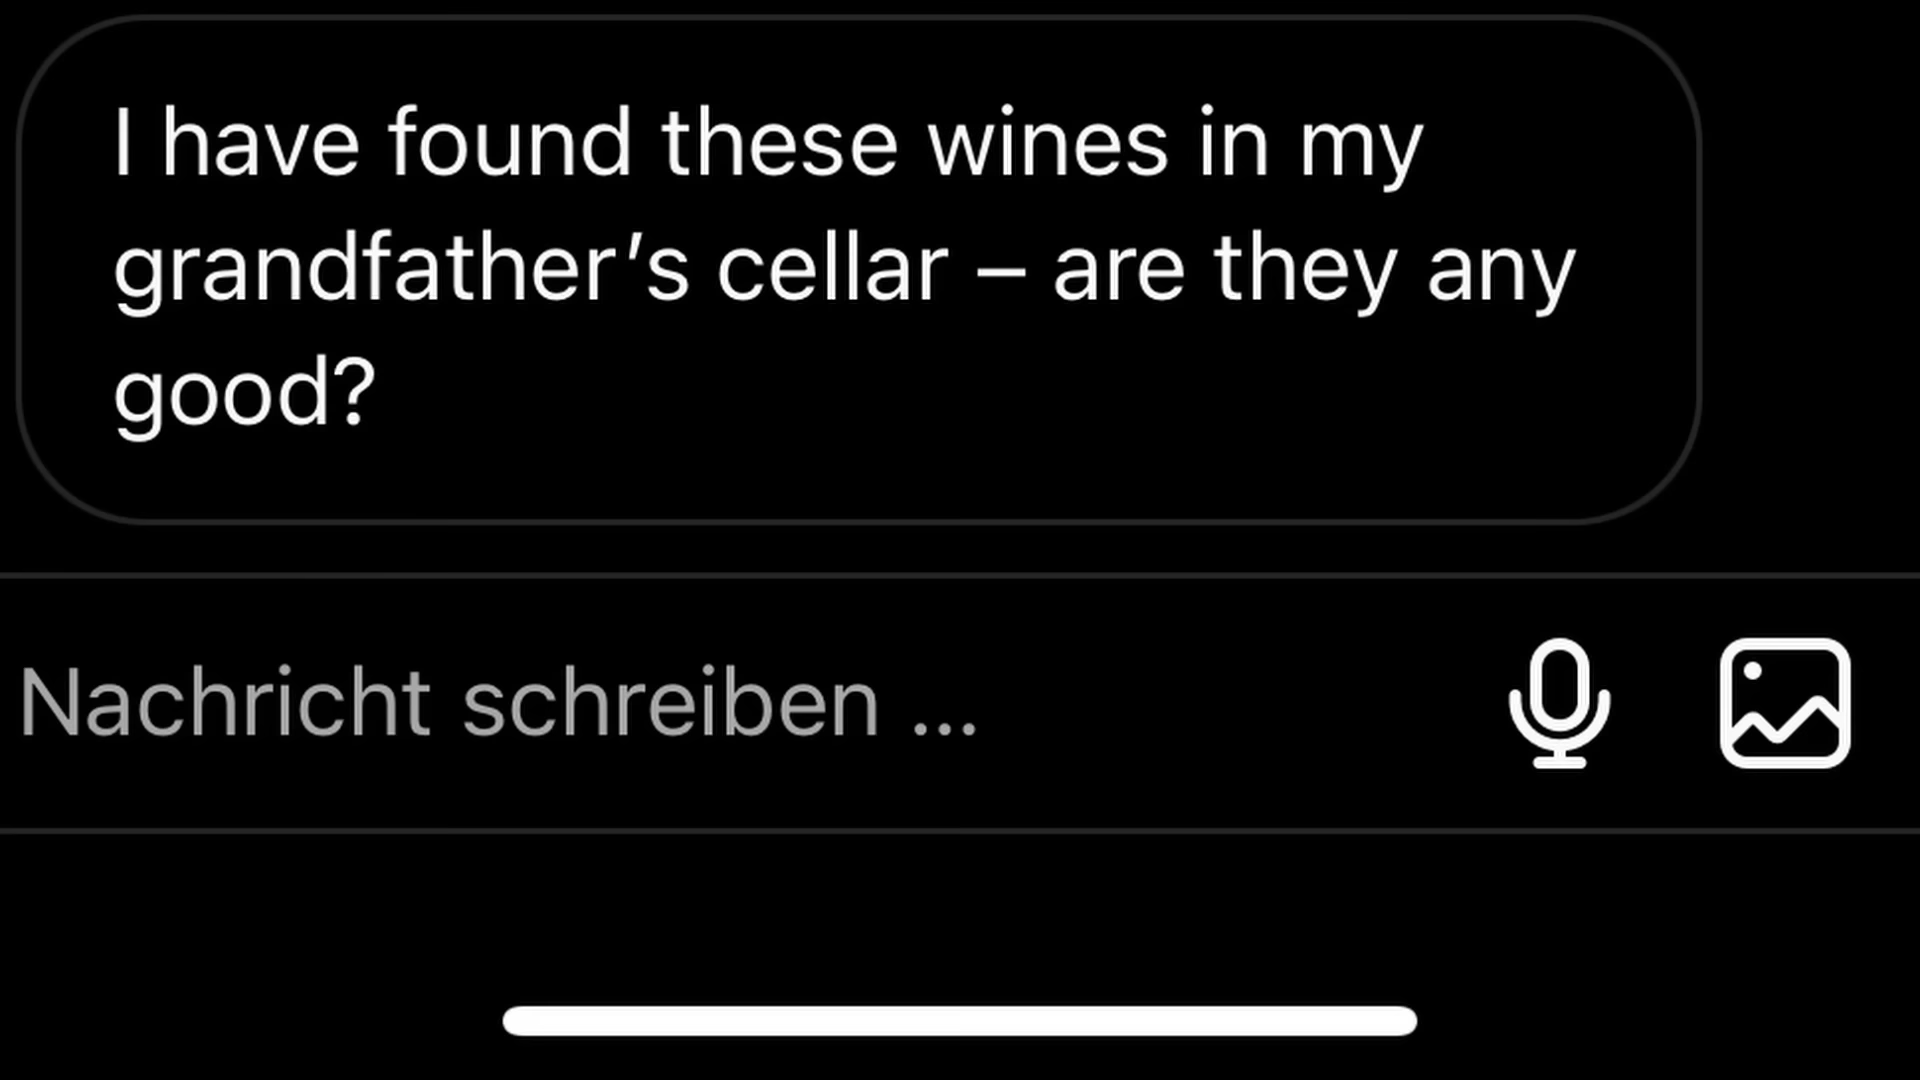 I have found these wines in my
grandfather’s cellar – are they any
good?
Nachricht schreiben ...